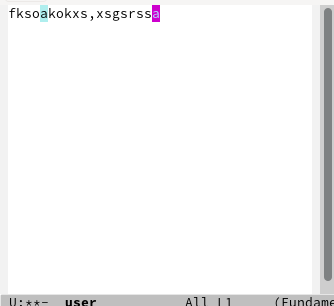 fksoakokxs,xsgsrssa
U:**-  user          All L1     (Fundame